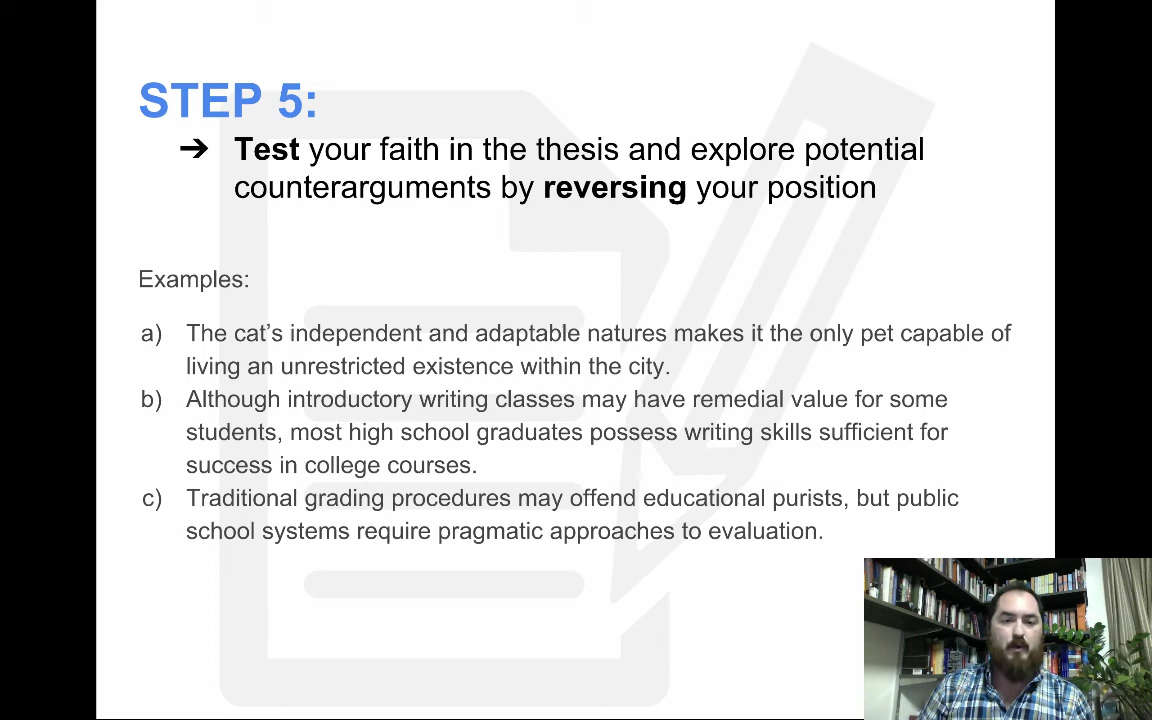 STEP 5:
➔ Test your faith in the thesis and explore potential
counterarguments by reversing your position
Examples:
a) The cat’s independent and adaptable natures makes it the only pet capable of
living an unrestricted existence within the city.
b) Although introductory writing classes may have remedial value for some
students, most high school graduates possess writing skills sufficient for
success in college courses.
c) Traditional grading procedures may offend educational purists, but public
school systems require pragmatic approaches to evaluation.